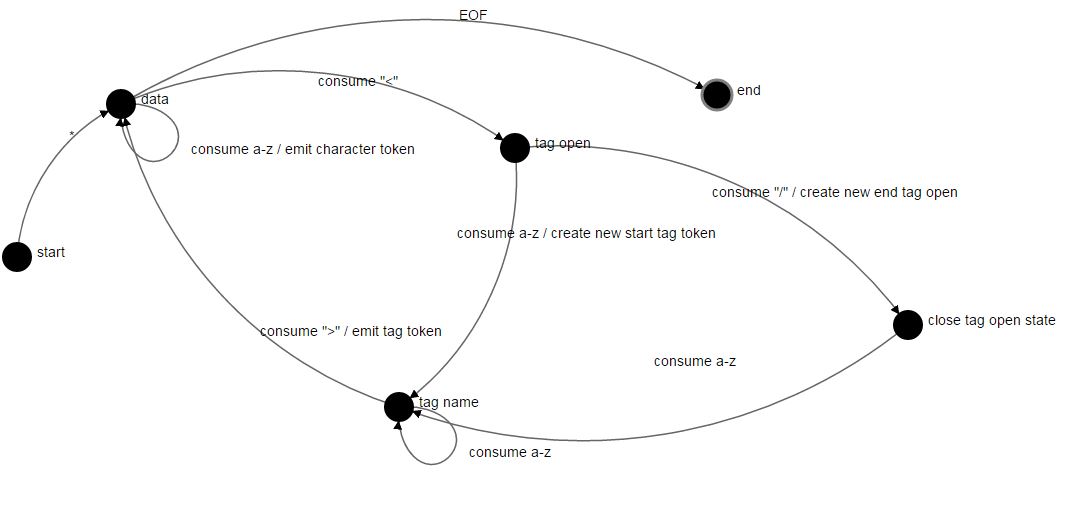 EOF
consume "<"
end
data
*
tag open
consume a-z / emit character token
consume "/" / create new end tag open
consume a-z / create new start tag token
start
close tag open state
consume ">" / emit tag token
consume a-z
tag name
consume a-z